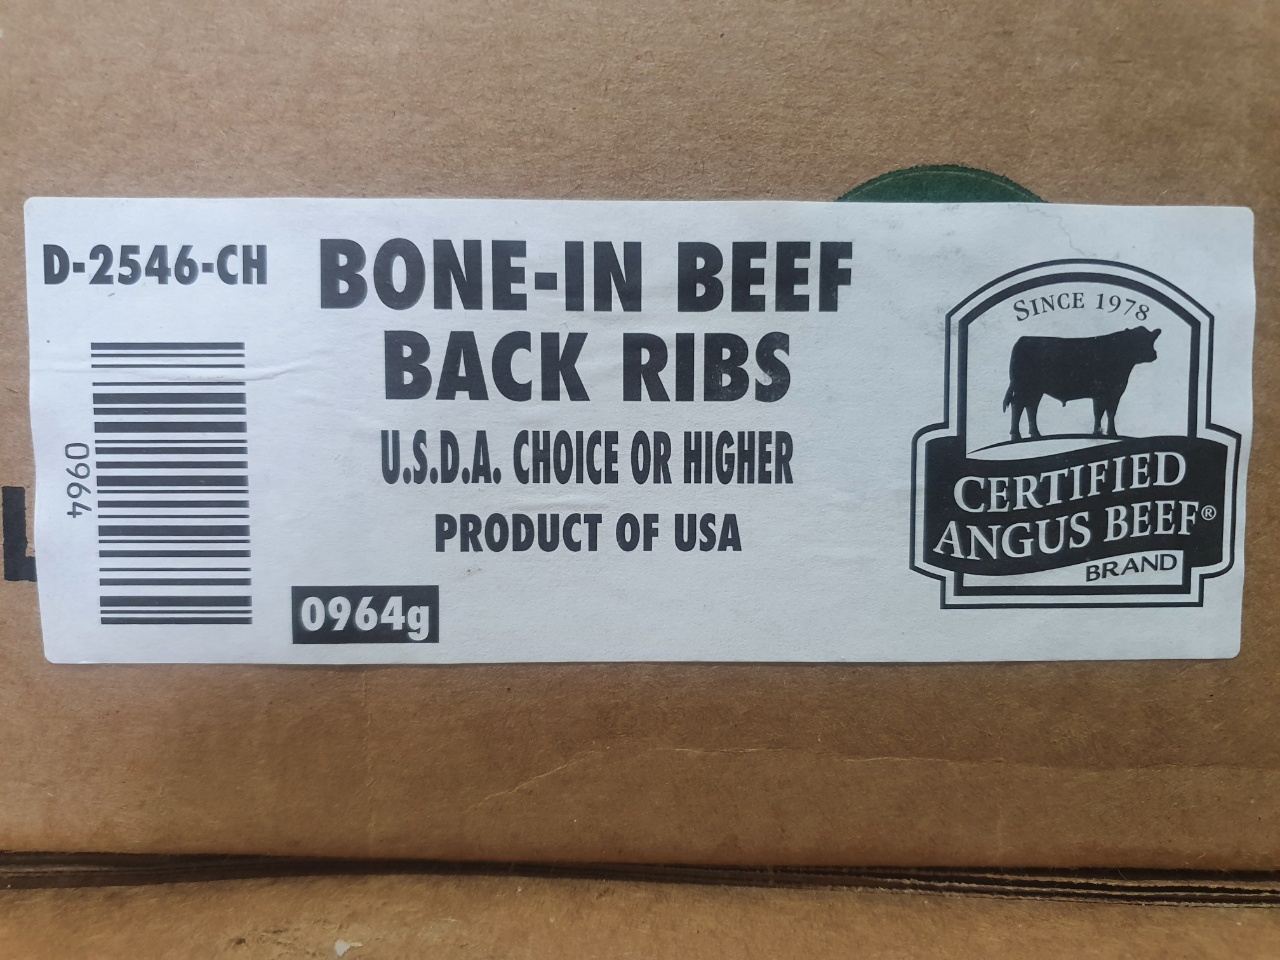 D-2546-CH
BONE-IN BEEF
BACK RIBS
U.S.D.A. CHOICE OR HIGHER
PRODUCT OF USA
0964
0964g
SINCE 1978
CERTIFIED
ANGUS BEEF®
BRAND